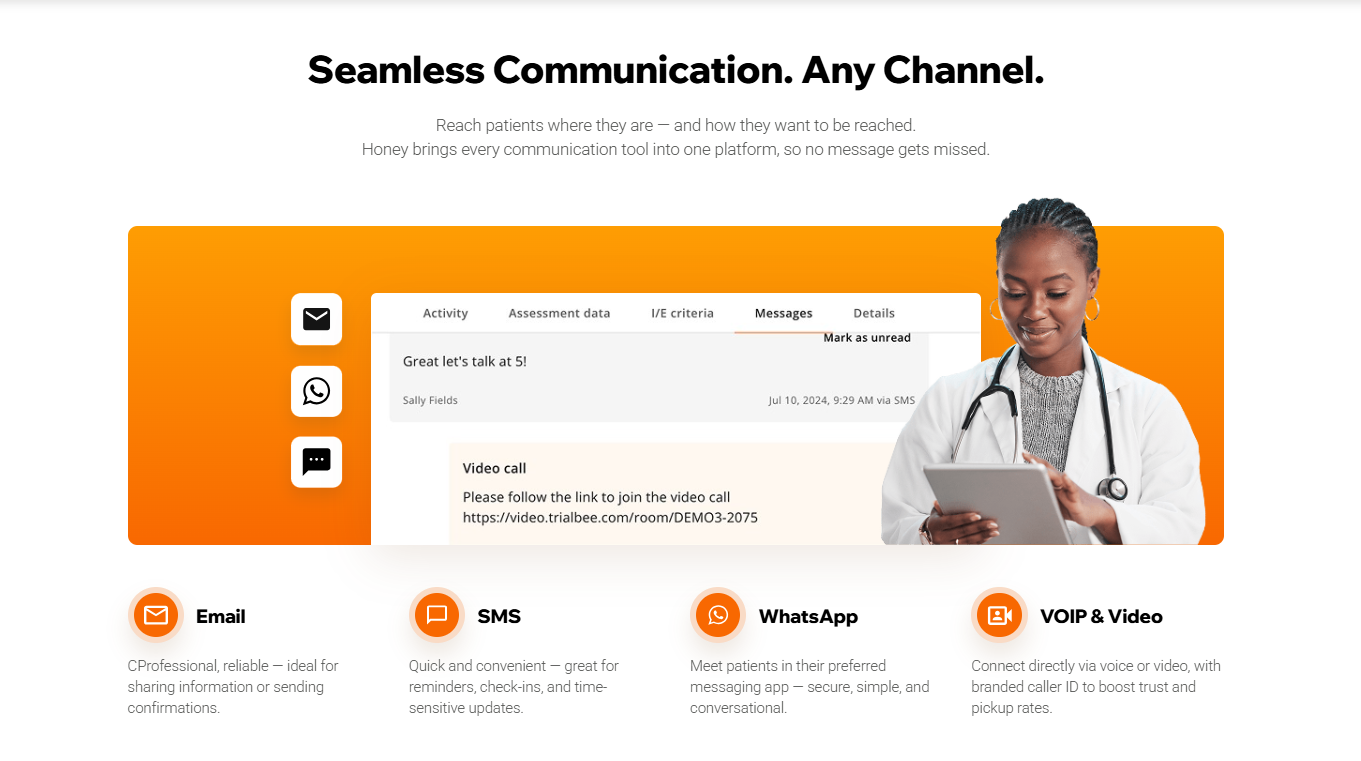 Seamless Communication. Any Channel.
Reach patients where they are — and how they want to be reached.
Honey brings every communication tool into one platform, so no message gets missed.
Activity Assessment data I/E criteria Messages Details
Mark as unread
Great let's talk at 5!
Sally Fields Jul 10, 2024, 9:29 AM via SMS
Video call
Please follow the link to join the video call
https://video.trialbee.com/room/DEMO3-2075
Email
CProfessional, reliable — ideal for
sharing information or sending
confirmations.
SMS
Quick and convenient — great for
reminders, check-ins, and time-
sensitive updates.
WhatsApp
Meet patients in their preferred
messaging app — secure, simple, and
conversational.
VOIP & Video
Connect directly via voice or video, with
branded caller ID to boost trust and
pickup rates.